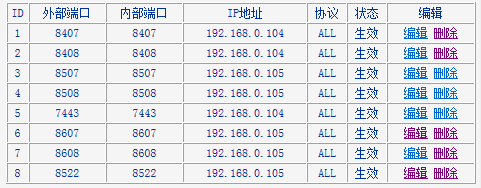 ID 外部端口 内部端口 IP地址 协议 状态 编辑
1 8407 8407 192.168.0.104 ALL 生效 编辑 删除
2 8408 8408 192.168.0.104 ALL 生效 编辑 删除
3 8507 8507 192.168.0.105 ALL 生效 编辑 删除
4 8508 8508 192.168.0.105 ALL 生效 编辑 删除
5 7443 7443 192.168.0.104 ALL 生效 编辑 删除
6 8607 8607 192.168.0.105 ALL 生效 编辑 删除
7 8608 8608 192.168.0.105 ALL 生效 编辑 删除
8 8522 8522 192.168.0.105 ALL 生效 编辑 删除